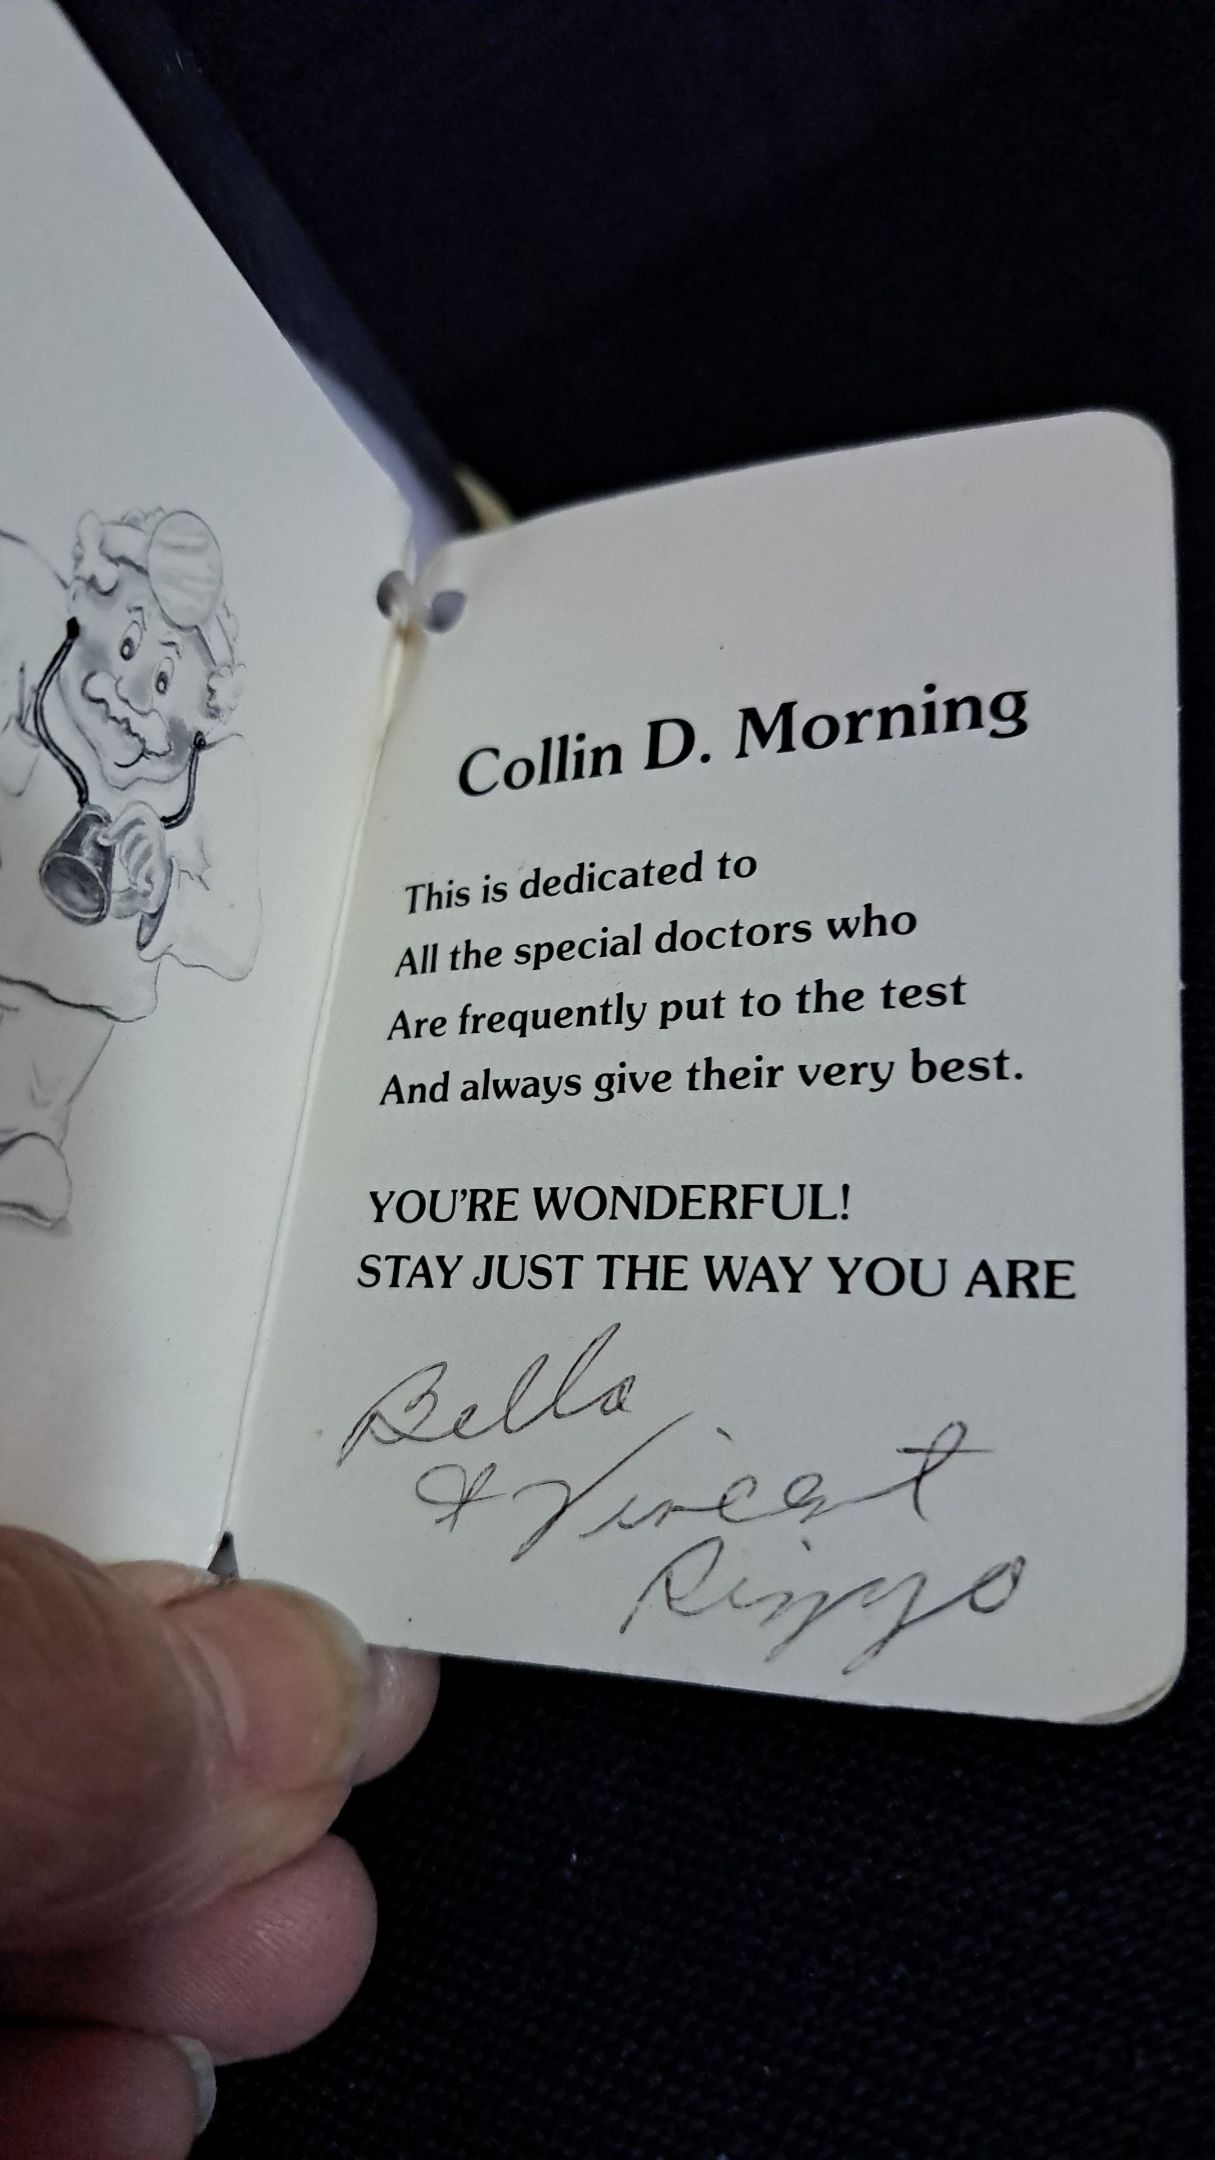 Collin D. Morning
This is dedicated to
All the special doctors who
Are frequently put to the test
And always give their very best.
YOU'RE WONDERFUL!
STAY JUST THE WAY YOU ARE
Bella
& Vincent
Rizzo